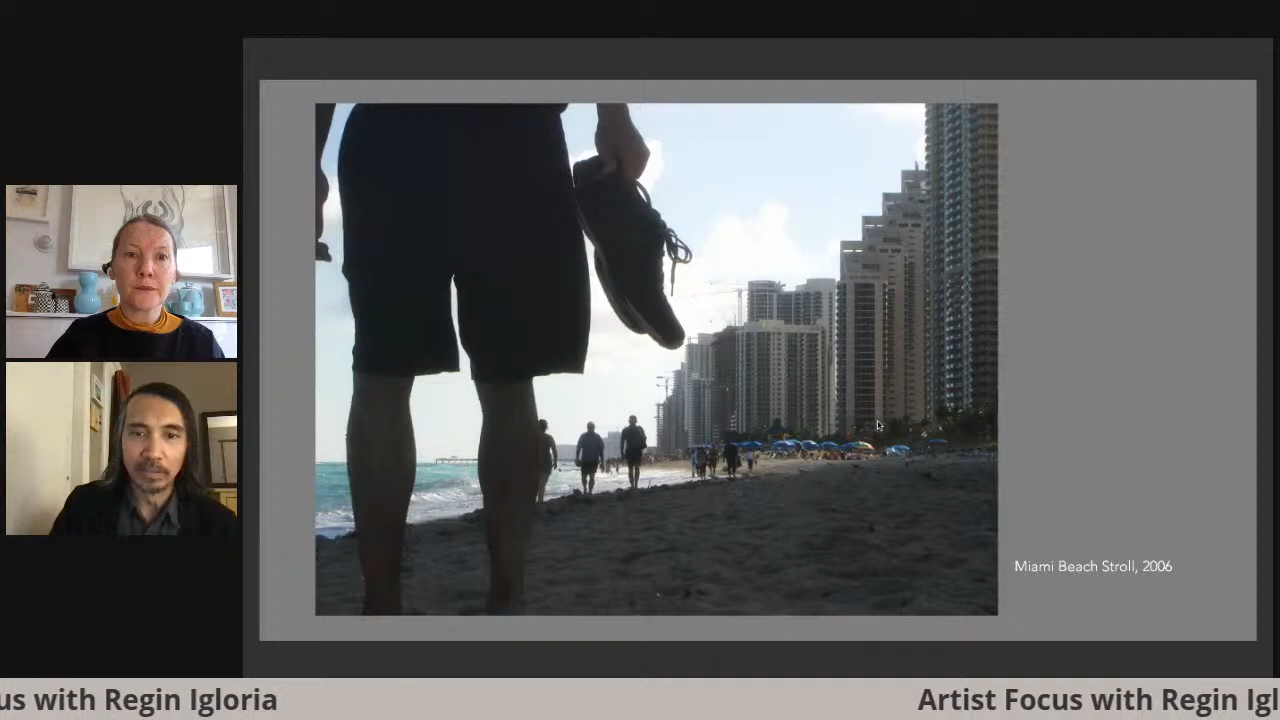 Miami Beach Stroll, 2006
us with Regin Igloria
Artist Focus with Regin Igl